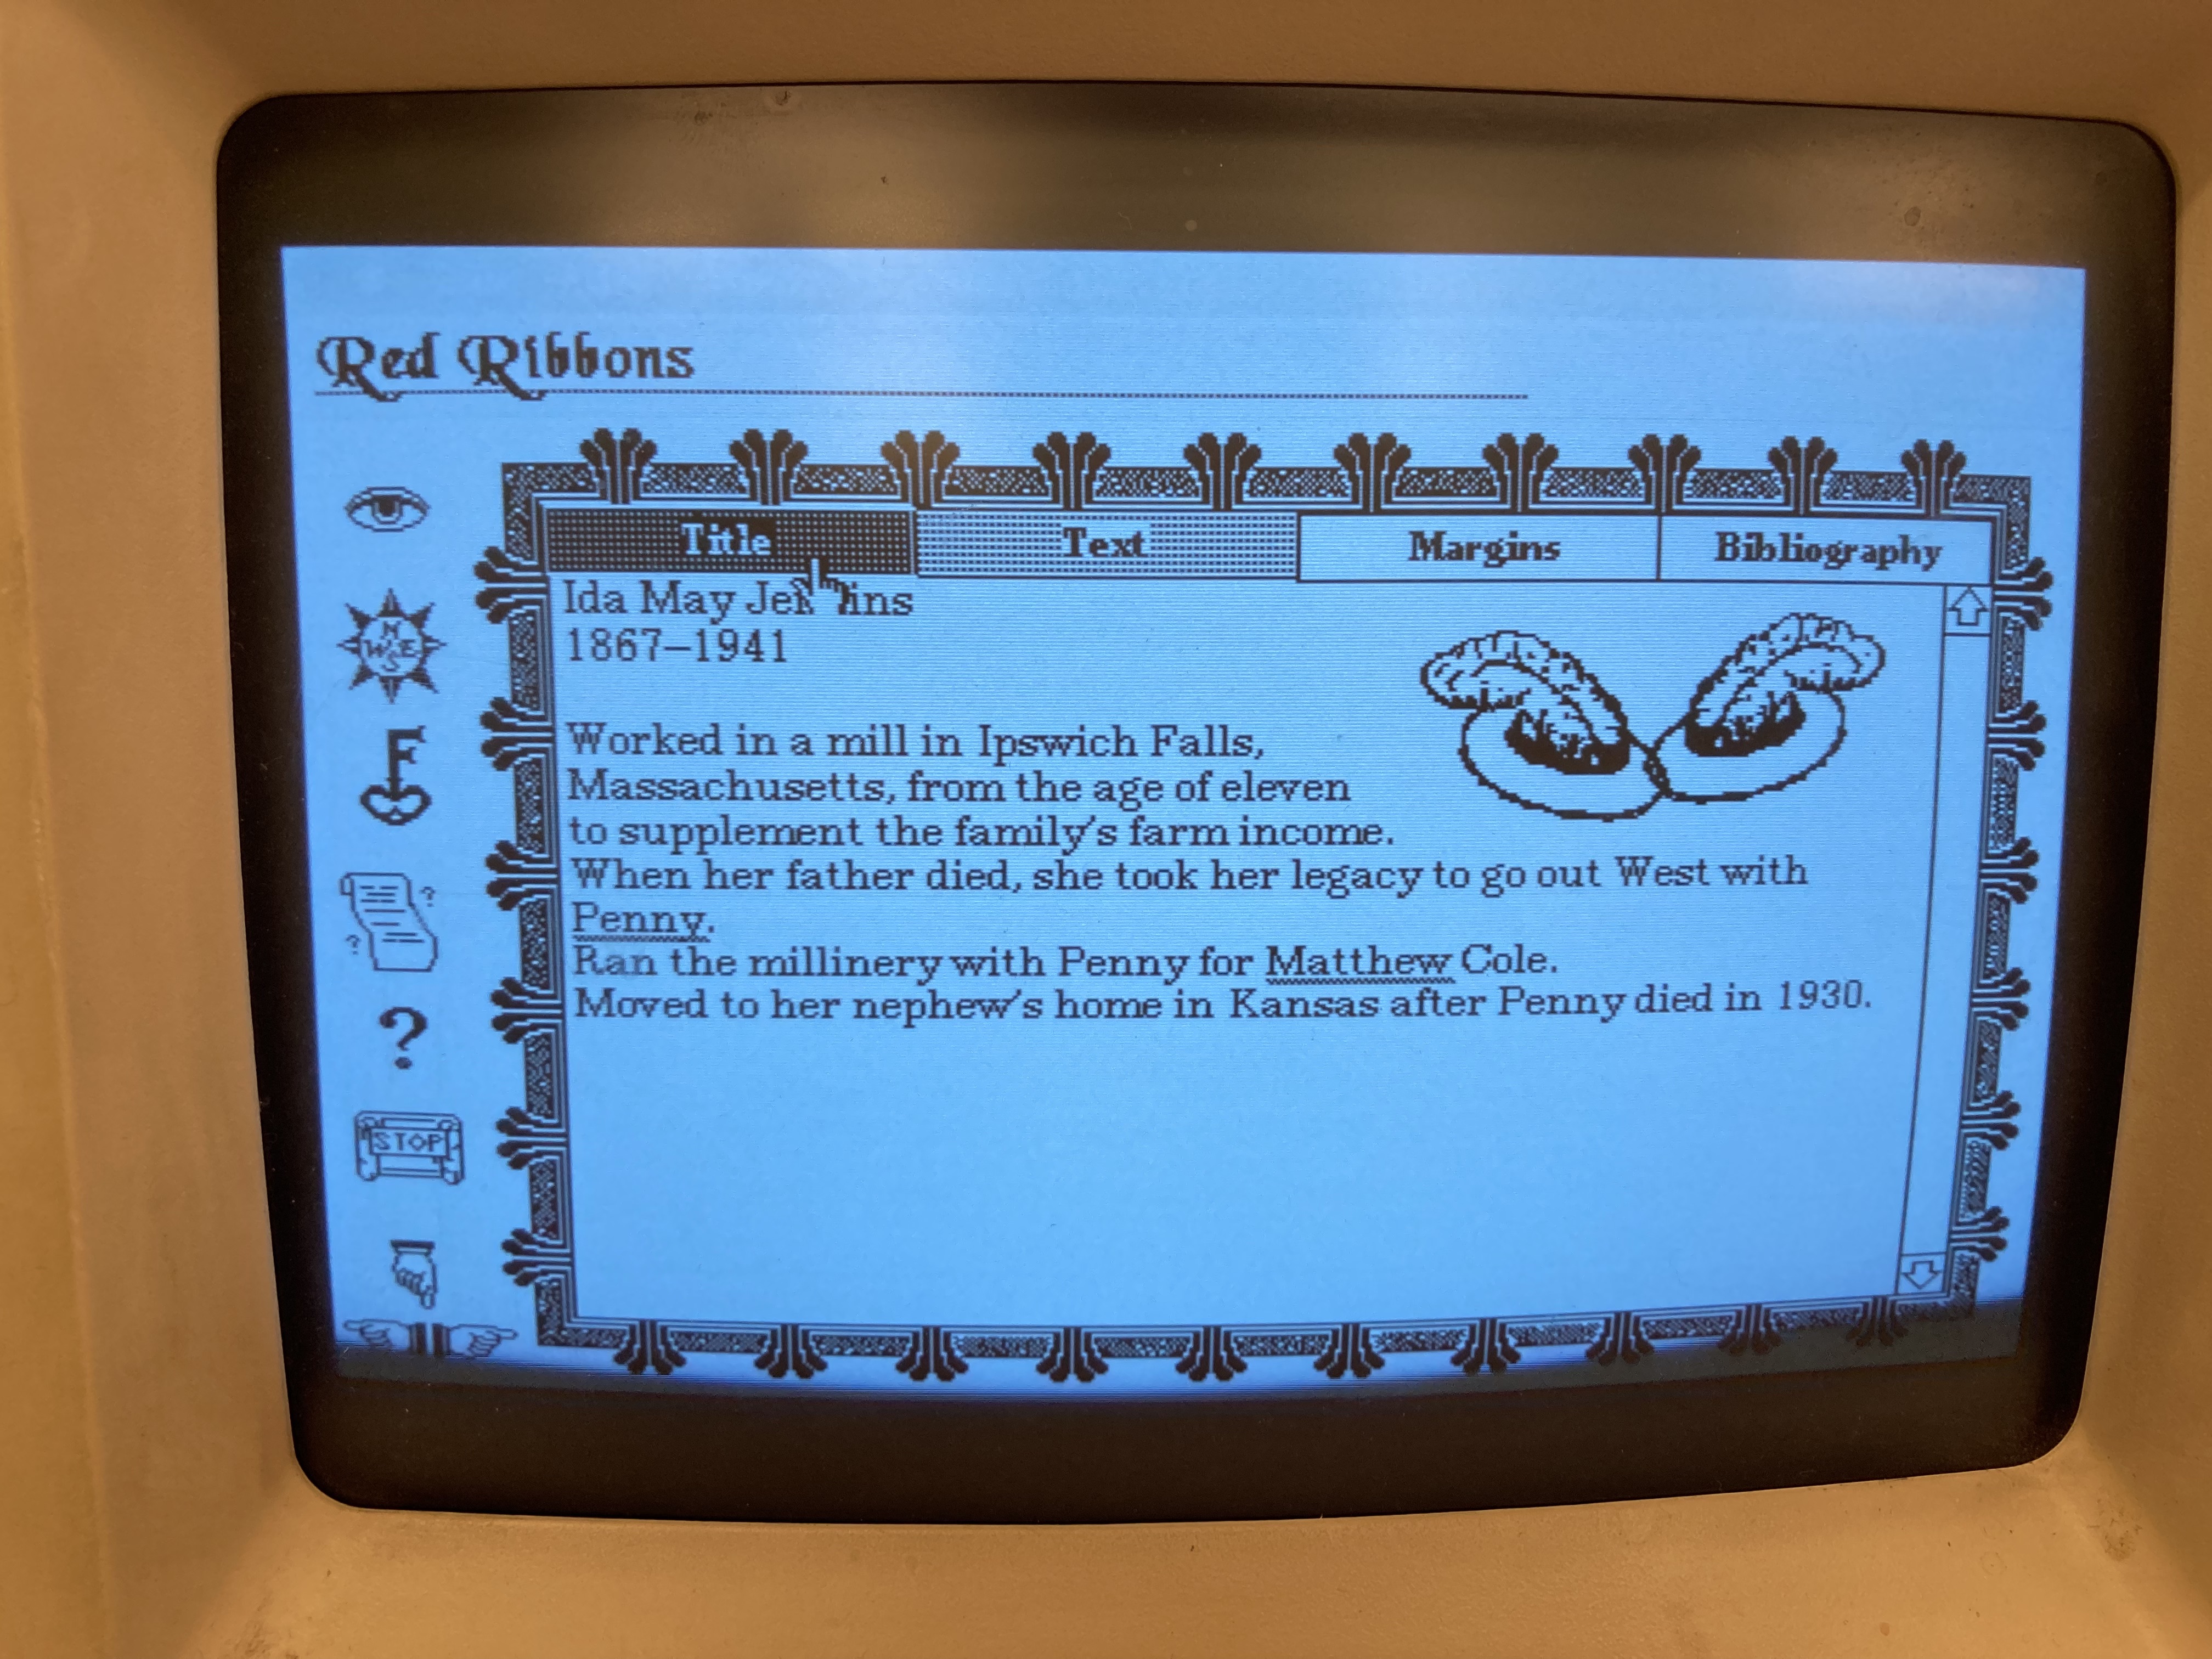 Red Ribbons
Title Text Margins Bibliography
Ida May Jenkins
1867–1941
Worked in a mill in Ipswich Falls,
Massachusetts, from the age of eleven
to supplement the family's farm income.
When her father died, she took her legacy to go out West with
Penny.
Ran the millinery with Penny for Matthew Cole.
Moved to her nephew's home in Kansas after Penny died in 1930.
N
W E
S
F
? ?
?
STOP